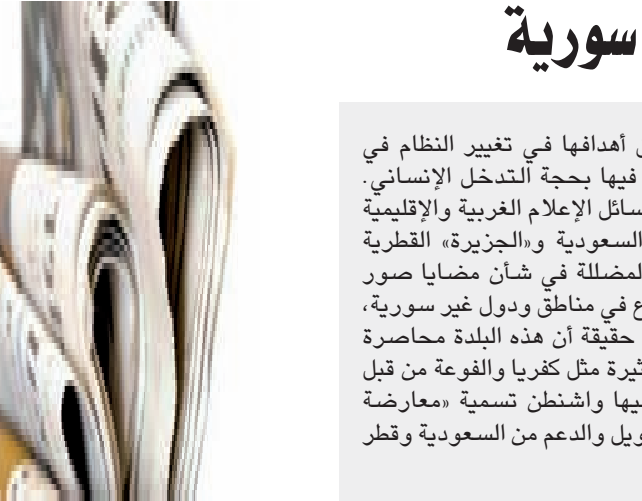 سورية
أهدافها في تغيير النظام في
فيها بحجة التدخل الإنساني.
سائل الإعلام الغربية والإقليمية
السعودية و«الجزيرة» القطرية
المضللة في شأن مضايا صور
ع في مناطق ودول غير سورية،
حقيقة أن هذه البلدة محاصرة
ثيرة مثل كفريا والفوعة من قبل
يها واشنطن تسمية «معارضة
ويل والدعم من السعودية وقطر